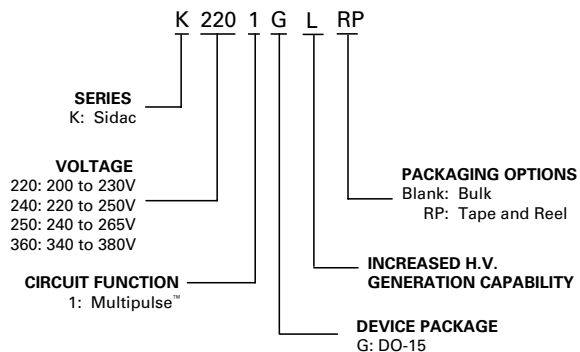 K 220 1 G L RP
SERIES
K: Sidac
VOLTAGE
220: 200 to 230V
240: 220 to 250V
250: 240 to 265V
360: 340 to 380V
CIRCUIT FUNCTION
1: Multipulse™
PACKAGING OPTIONS
Blank: Bulk
RP: Tape and Reel
INCREASED H.V.
GENERATION CAPABILITY
DEVICE PACKAGE
G: DO-15